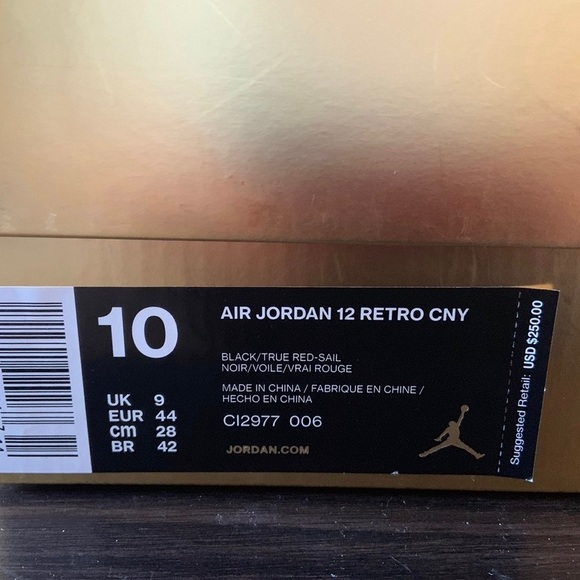 10
UK 9
EUR 44
cm 28
BR 42
AIR JORDAN 12 RETRO CNY
BLACK/TRUE RED-SAIL
NOIR/VOILE/VRAI ROUGE
MADE IN CHINA / FABRIQUE EN CHINE /
HECHO EN CHINA
CI2977 006
JORDAN.COM
Suggested Retail: USD $250.00